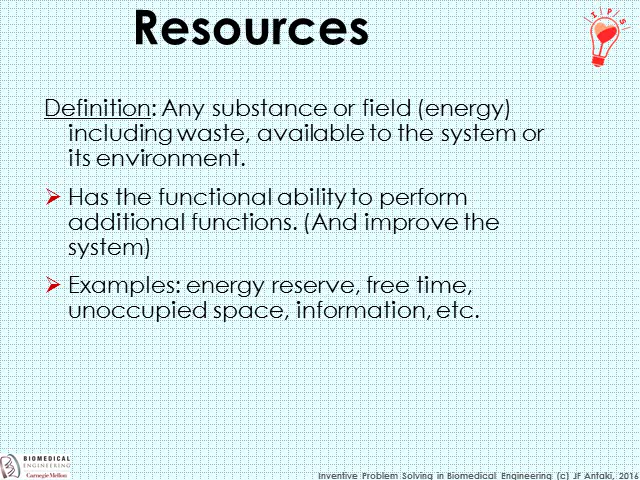 Resources
I P S
Definition: Any substance or field (energy)
including waste, available to the system or
its environment.
Has the functional ability to perform
additional functions. (And improve the
system)
Examples: energy reserve, free time,
unoccupied space, information, etc.
BIOMEDICAL
ENGINEERING
Carnegie Mellon
Inventive Problem Solving in Biomedical Engineering (c) JF Antaki, 2016